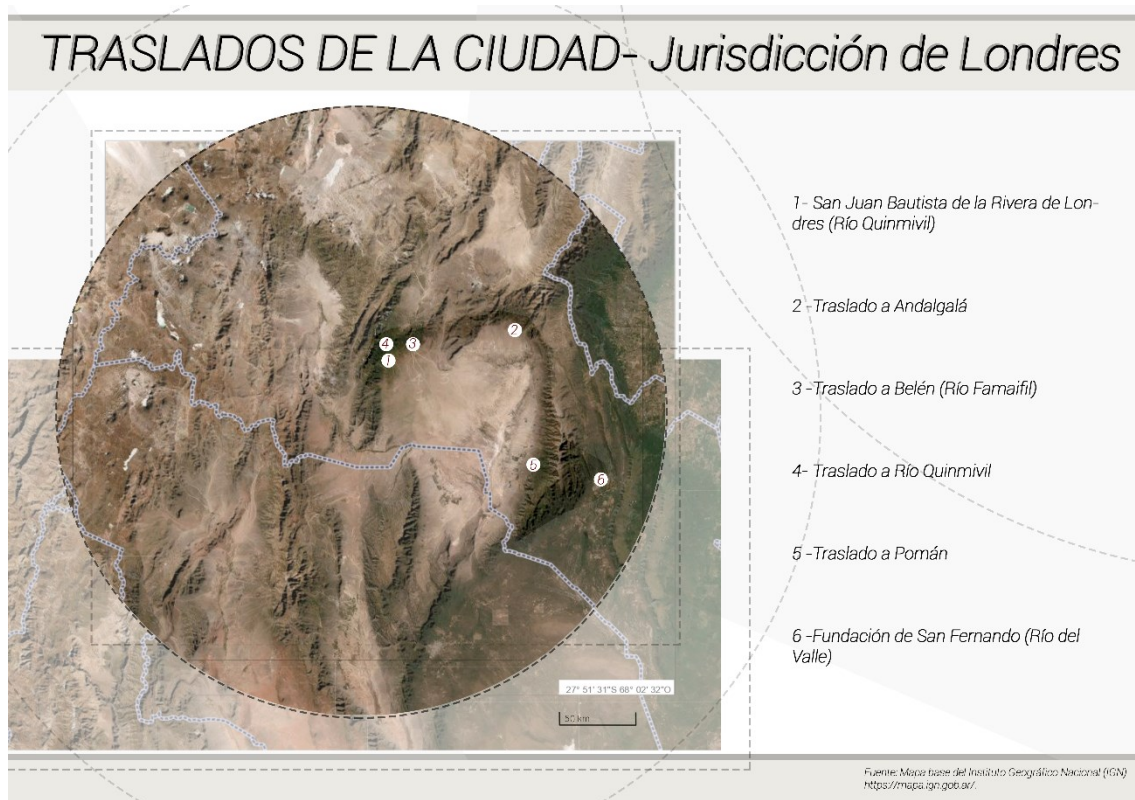 TRASLADOS DE LA CIUDAD- Jurisdicción de Londres
1- San Juan Bautista de la Rivera de Lon-
dres (Río Quinmivil)
2 -Traslado a Andalgalá
3 -Traslado a Belén (Río Famaifil)
4- Traslado a Río Quinmivil
5 -Traslado a Pomán
6 -Fundación de San Fernando (Río del
Valle)
2
4 3
1
5
6
27° 51' 31"S 68° 02' 32"O
50 km
Fuente: Mapa base del Instituto Geográfico Nacional (IGN)
https://mapa.ign.gob.ar/.